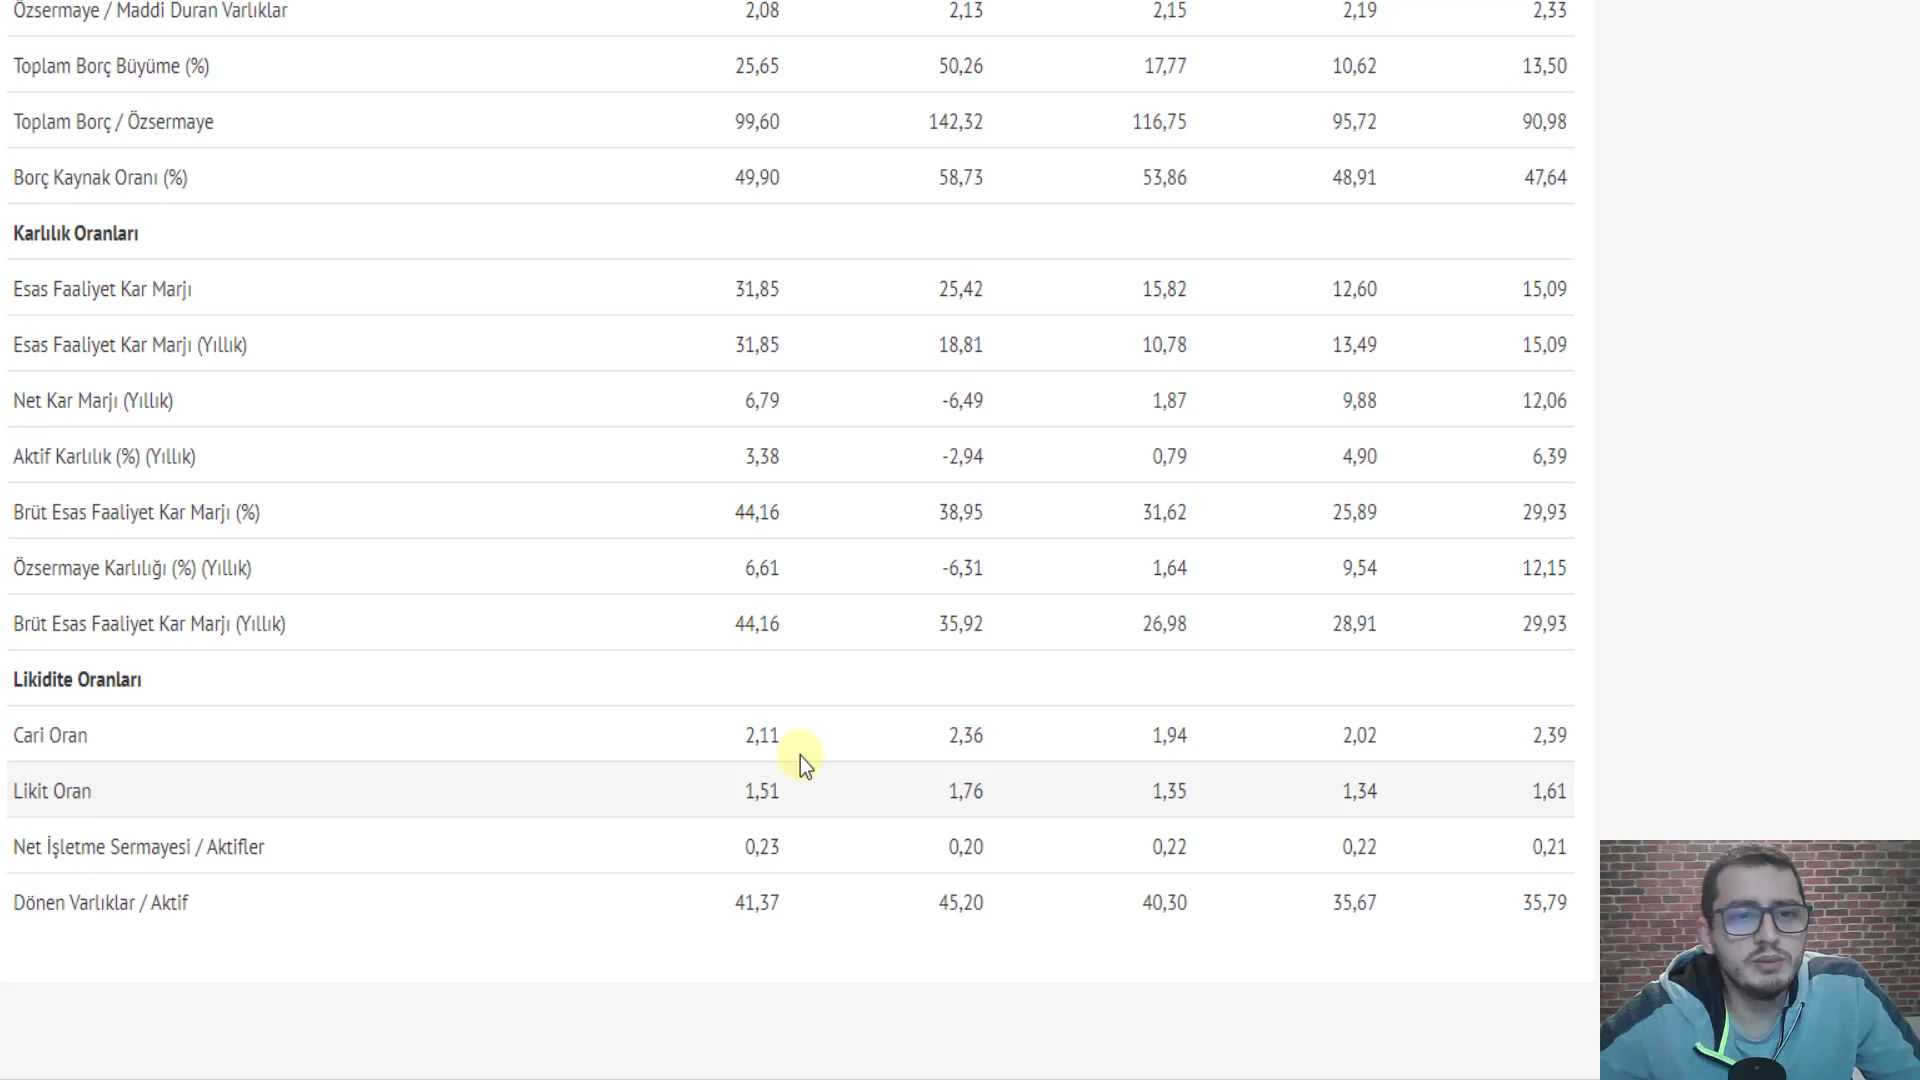 Özsermaye / Maddi Duran Varlıklar 2,08 2,13 2,15 2,19 2,33
Toplam Borç Büyüme (%) 25,65 50,26 17,77 10,62 13,50
Toplam Borç / Özsermaye 99,60 142,32 116,75 95,72 90,98
Borç Kaynak Oranı (%) 49,90 58,73 53,86 48,91 47,64
Karlılık Oranları
Esas Faaliyet Kar Marjı 31,85 25,42 15,82 12,60 15,09
Esas Faaliyet Kar Marjı (Yıllık) 31,85 18,81 10,78 13,49 15,09
Net Kar Marjı (Yıllık) 6,79 -6,49 1,87 9,88 12,06
Aktif Karlılık (%) (Yıllık) 3,38 -2,94 0,79 4,90 6,39
Brüt Esas Faaliyet Kar Marjı (%) 44,16 38,95 31,62 25,89 29,93
Özsermaye Karlılığı (%) (Yıllık) 6,61 -6,31 1,64 9,54 12,15
Brüt Esas Faaliyet Kar Marjı (Yıllık) 44,16 35,92 26,98 28,91 29,93
Likidite Oranları
Cari Oran 2,11 2,36 1,94 2,02 2,39
Likit Oran 1,51 1,76 1,35 1,34 1,61
Net İşletme Sermayesi / Aktifler 0,23 0,20 0,22 0,22 0,21
Dönen Varlıklar / Aktif 41,37 45,20 40,30 35,67 35,79